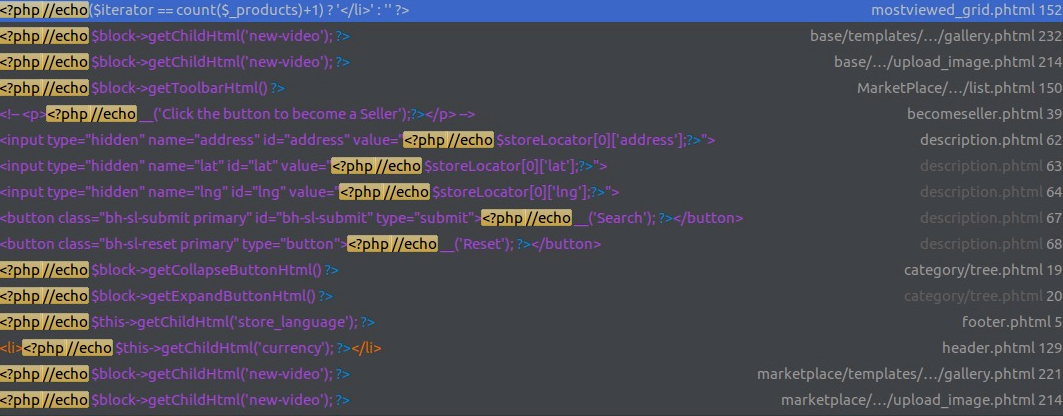 <?php //echo($iterator == count($_products)+1) ? '</li>' : '' ?> mostviewed_grid.phtml 152
<?php //echo $block->getChildHtml('new-video'); ?> base/templates/…/gallery.phtml 232
<?php //echo $block->getChildHtml('new-video'); ?> base/…/upload_image.phtml 214
<?php //echo $block->getToolbarHtml() ?> MarketPlace/…/list.phtml 150
<!-- <p><?php //echo __('Click the button to become a Seller');?></p> --> becomeseller.phtml 39
<input type="hidden" name="address" id="address" value="<?php //echo $storeLocator[0]['address'];?>"> description.phtml 62
<input type="hidden" name="lat" id="lat" value="<?php //echo $storeLocator[0]['lat'];?>"> description.phtml 63
<input type="hidden" name="lng" id="lng" value="<?php //echo $storeLocator[0]['lng'];?>"> description.phtml 64
<button class="bh-sl-submit primary" id="bh-sl-submit" type="submit"><?php //echo __('Search'); ?></button> description.phtml 67
<button class="bh-sl-reset primary" type="button"><?php //echo __('Reset'); ?></button> description.phtml 68
<?php //echo $block->getCollapseButtonHtml() ?> category/tree.phtml 19
<?php //echo $block->getExpandButtonHtml() ?> category/tree.phtml 20
<?php //echo $this->getChildHtml('store_language'); ?> footer.phtml 5
<li><?php //echo $this->getChildHtml('currency'); ?></li> header.phtml 129
<?php //echo $block->getChildHtml('new-video'); ?> marketplace/templates/…/gallery.phtml 221
<?php //echo $block->getChildHtml('new-video'); ?> marketplace/…/upload_image.phtml 214